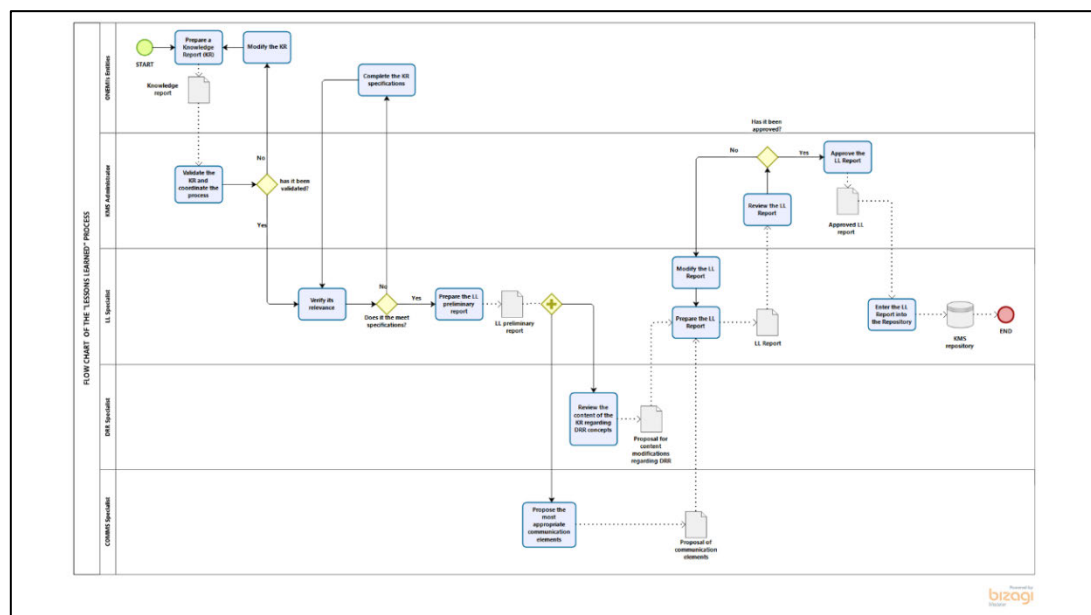 FLOW CHART OF THE "LESSONS LEARNED" PROCESS
ONEMI's Entities
START
Prepare a
Knowledge
Report (KR)
Modify the KR
Knowledge
report
Complete the KR
specifications
Has it been
approved?
KMS Administrator
Validate the
KR and
coordinate the
process
No
has it been
validated?
Yes
No
Yes
Approve the
LL Report
Review the LL
Report
Approved LL
report
LL Specialist
Verify its
relevance
No
Does it the meet
specifications?
Yes
Prepare the LL
preliminary
report
LL preliminary
report
Modify the LL
Report
Prepare the LL
Report
LL Report
Enter the LL
Report into
the Repository
KMS
repository
END
DRR Specialist
Review the
content of the
KR regarding
DRR concepts
Proposal for
content
modifications
regarding DRR
COMMS Specialist
Propose the
most
appropriate
communication
elements
Proposal of
communication
elements
Powered by
bizagi
Modeler